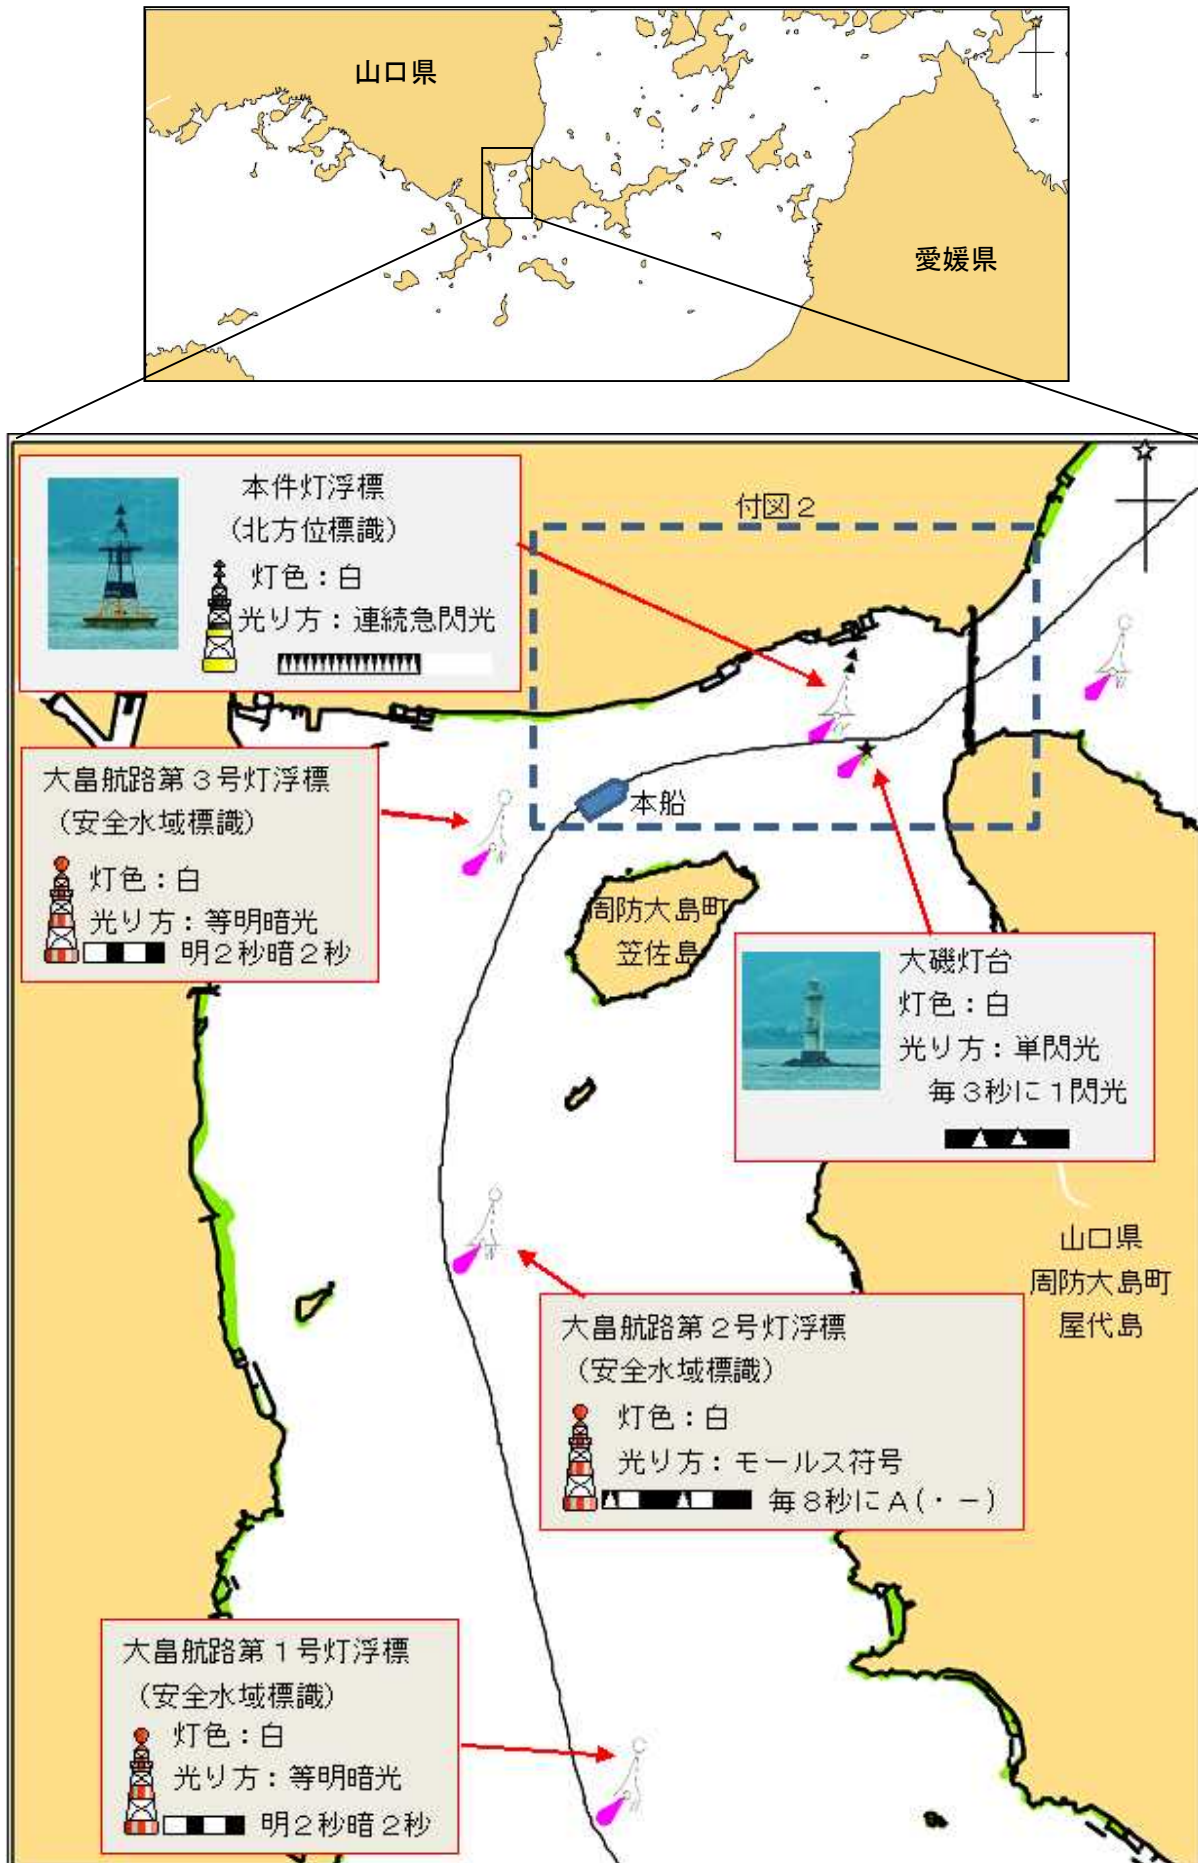 山口県
愛媛県
本件灯浮標
(北方位標識)
灯色：白
光り方：連続急閃光
付図２
大畠航路第３号灯浮標
(安全水域標識)
灯色：白
光り方：等明暗光
明２秒暗２秒
本船
周防大島町
笠佐島
大磯灯台
灯色：白
光り方：単閃光
毎３秒に１閃光
山口県
周防大島町
屋代島
大畠航路第２号灯浮標
(安全水域標識)
灯色：白
光り方：モールス符号
毎８秒にＡ(・－)
大畠航路第１号灯浮標
(安全水域標識)
灯色：白
光り方：等明暗光
明２秒暗２秒